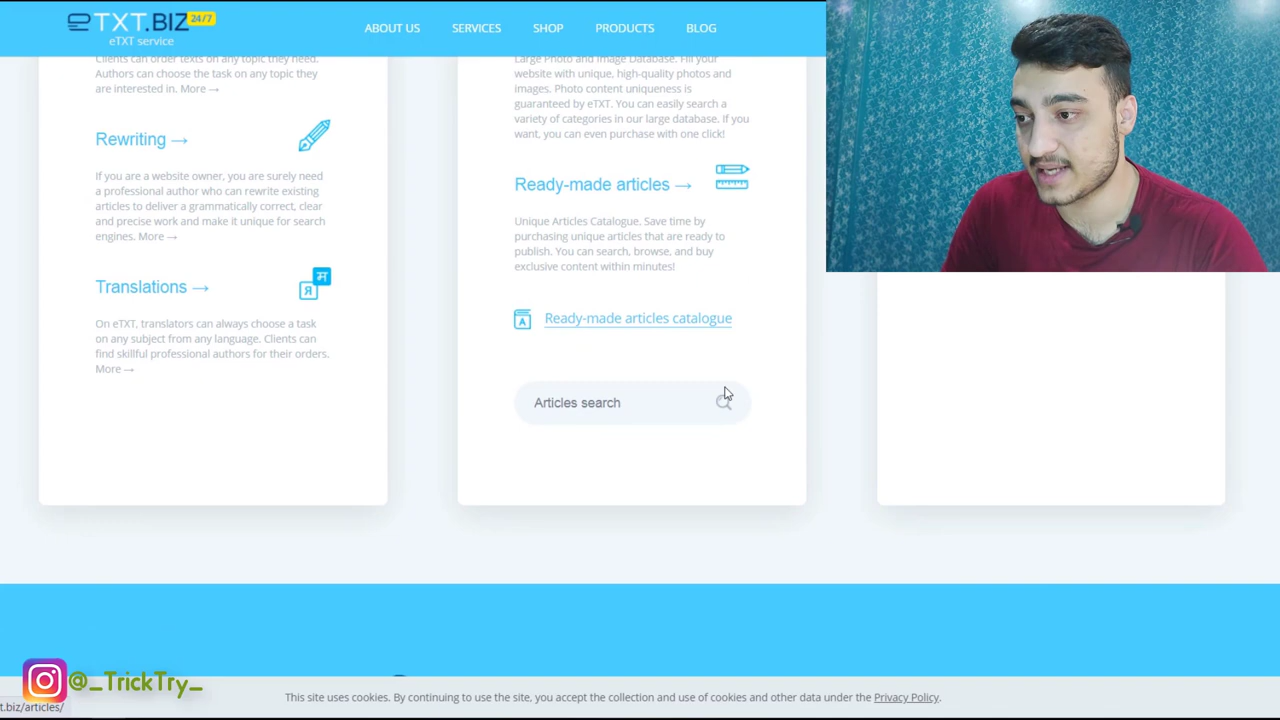 eTXT.BIZ 24/7
eTXT service
ABOUT US
SERVICES
SHOP
PRODUCTS
BLOG
Clients can order texts on any topic they need.
Authors can choose the task on any topic they
are interested in. More →
Rewriting →
If you are a website owner, you are surely need
a professional author who can rewrite existing
articles to deliver a grammatically correct, clear
and precise work and make it unique for search
engines. More →
Translations →
म
Я
On eTXT, translators can always choose a task
on any subject from any language. Clients can
find skillful professional authors for their orders.
More →
Large Photo and Image Database. Fill your
website with unique, high-quality photos and
images. Photo content uniqueness is
guaranteed by eTXT. You can easily search a
variety of categories in our large database. If you
want, you can even purchase with one click!
Ready-made articles →
Unique Articles Catalogue. Save time by
purchasing unique articles that are ready to
publish. You can search, browse, and buy
exclusive content within minutes!
A
Ready-made articles catalogue
Articles search
@_TrickTry_
t.biz/articles/
This site uses cookies. By continuing to use the site, you accept the collection and use of cookies and other data under the Privacy Policy.